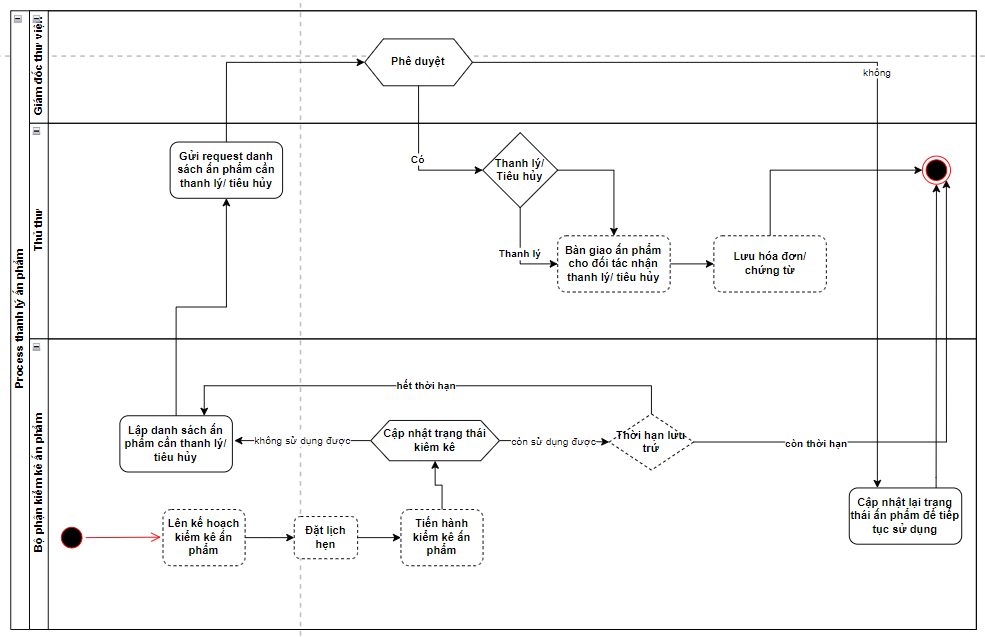 Process thanh lý ấn phẩm
Giám đốc thư viện
Phê duyệt
không
Thủ thư
Gửi request danh
sách ấn phẩm cần
thanh lý/ tiêu hủy
Có
Thanh lý/
Tiêu hủy
Thanh lý
Bàn giao ấn phẩm
cho đối tác nhận
thanh lý/ tiêu hủy
Lưu hóa đơn/
chứng từ
Bộ phận kiểm kê ấn phẩm
hết thời hạn
Lập danh sách ấn
phẩm cần thanh lý/
tiêu hủy
không sử dụng được
Cập nhật trạng thái
kiểm kê
còn sử dụng được
Thời hạn lưu
trữ
còn thời hạn
Lên kế hoạch
kiểm kê ấn
phẩm
Đặt lịch
hẹn
Tiến hành
kiểm kê ấn
phẩm
Cập nhật lại trạng
thái ấn phẩm để tiếp
tục sử dụng